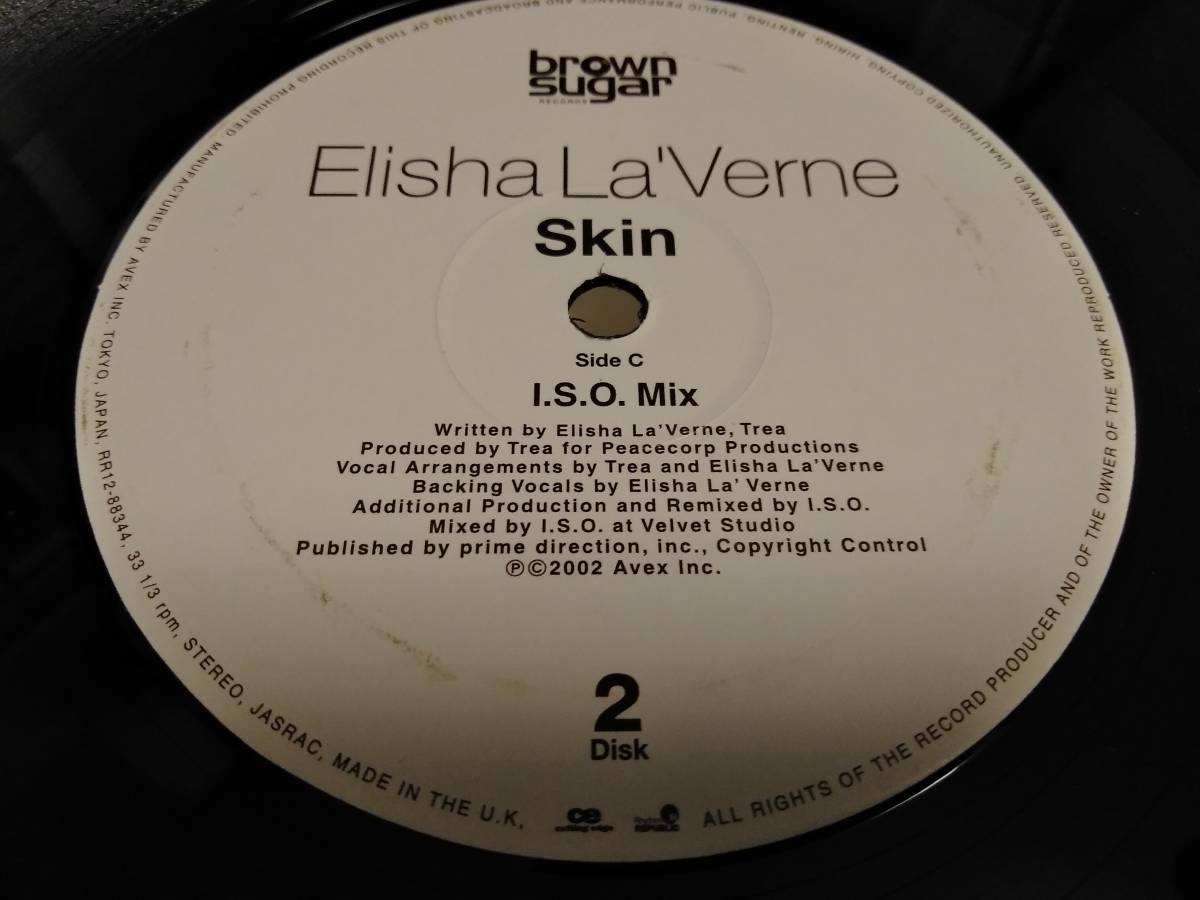 brown
sugar
RECORDS
Elisha La'Verne
Skin
Side C
I.S.O. Mix
Written by Elisha La'Verne, Trea
Produced by Trea for Peacecorp Productions
Vocal Arrangements by Trea and Elisha La'Verne
Backing Vocals by Elisha La' Verne
Additional Production and Remixed by I.S.O.
Mixed by I.S.O. at Velvet Studio
Published by prime direction, inc., Copyright Control
Ⓟ©2002 Avex Inc.
2
Disk
MANUFACTURED BY AVEX INC. TOKYO, JAPAN, RR12-88344, 33 1/3 rpm, STEREO, JASRAC, MADE IN THE U.K,
ce
cutting edge
Rhythm
REPUBLIC
ALL RIGHTS OF THE RECORD PRODUCER AND OF THE OWNER OF THE WORK REPRODUCED RESERVED. UNAUTHORIZED COPYING, HIRING, RENTING, PUBLIC PERFORMANCE AND BROADCASTING OF THIS RECORDING PROHIBITED.